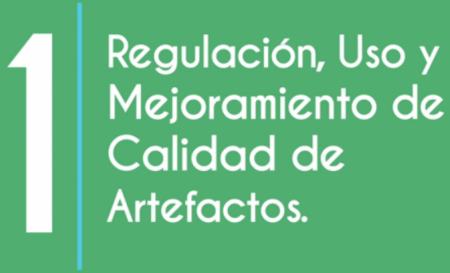 1
Regulación, Uso y
Mejoramiento de
Calidad de
Artefactos.